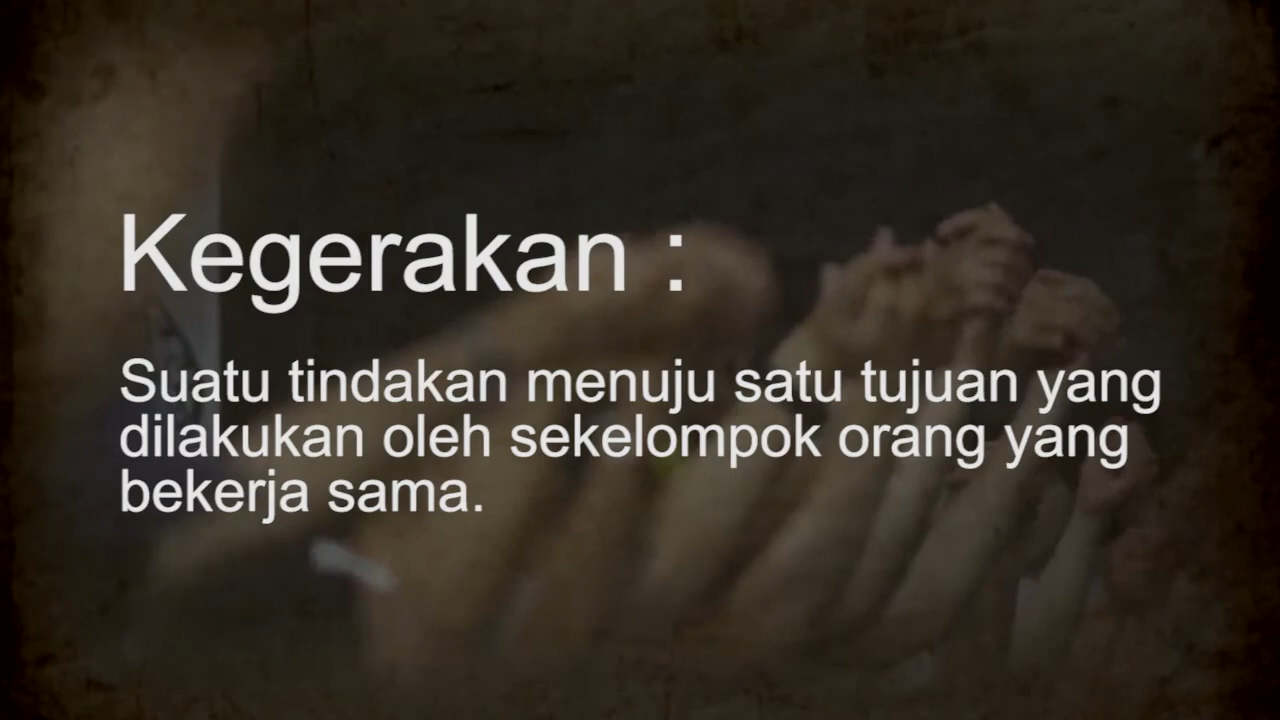 Kegerakan :
Suatu tindakan menuju satu tujuan yang
dilakukan oleh sekelompok orang yang
bekerja sama.